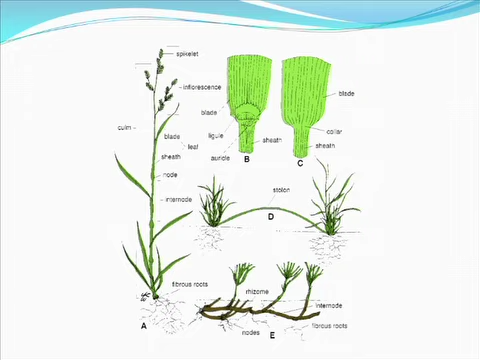 spikelet
inflorescence
culm
blade
leaf
sheath
node
internode
fibrous roots
A
blade
ligule
auricle
sheath
B
blade
collar
sheath
C
stolon
D
rhizome
internode
nodes
fibrous roots
E